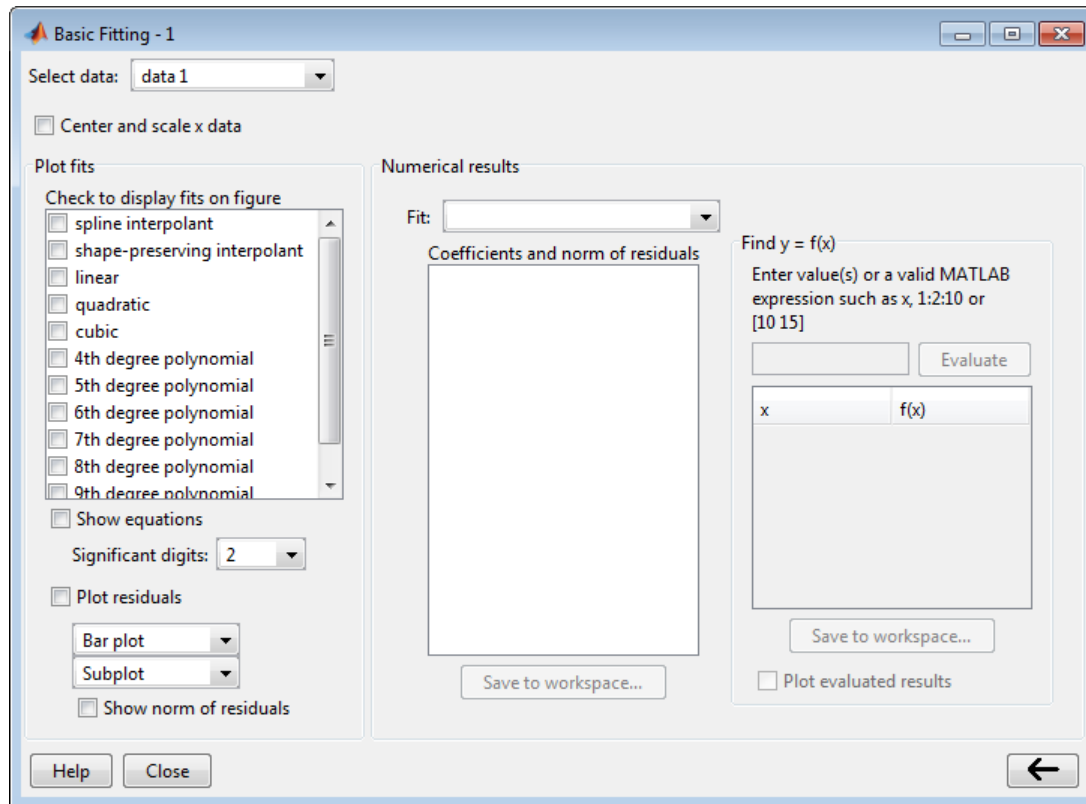 Basic Fitting - 1
Select data: data 1
Center and scale x data
Plot fits
Check to display fits on figure
spline interpolant
shape-preserving interpolant
linear
quadratic
cubic
4th degree polynomial
5th degree polynomial
6th degree polynomial
7th degree polynomial
8th degree polynomial
9th degree polynomial
Show equations
Significant digits: 2
Plot residuals
Bar plot
Subplot
Show norm of residuals
Numerical results
Fit:
Coefficients and norm of residuals
Save to workspace...
Find y = f(x)
Enter value(s) or a valid MATLAB
expression such as x, 1:2:10 or
[10 15]
Evaluate
x f(x)
Save to workspace...
Plot evaluated results
Help Close